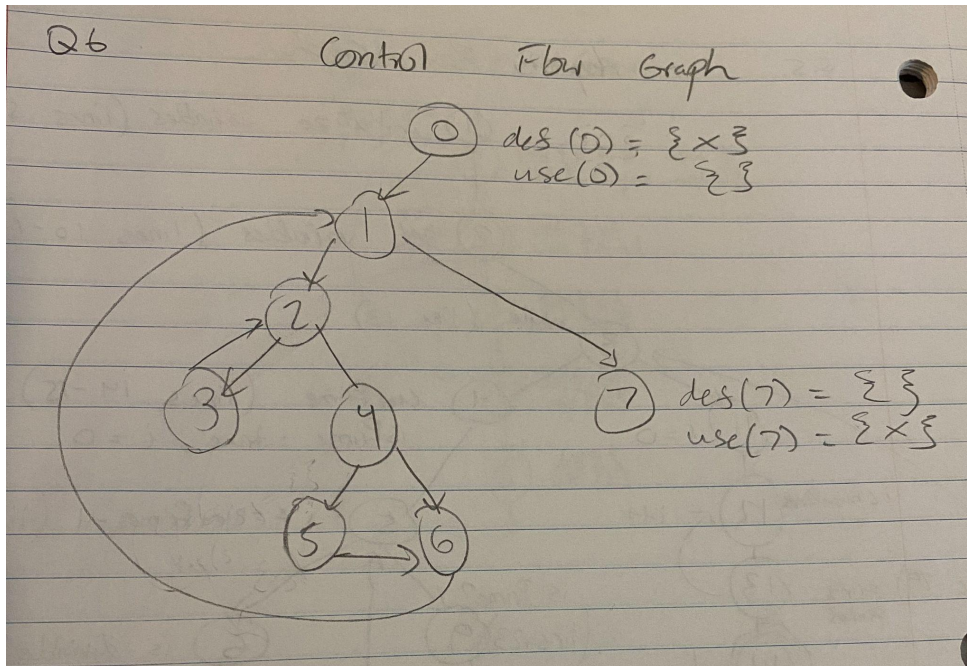 Q6 Control Flow Graph
0 def (0) = {x}
use(0) = {}
1
2
3 4 7 def(7) = {}
use(7) = {x}
5 6